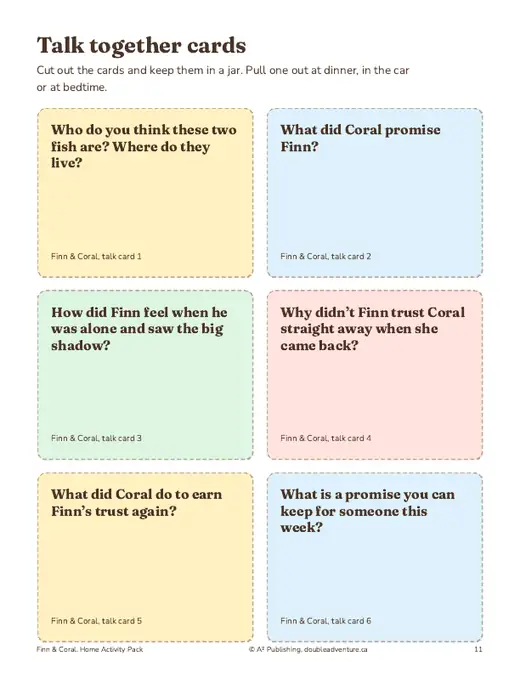 Talk together cards
Cut out the cards and keep them in a jar. Pull one out at dinner, in the car
or at bedtime.
Who do you think these two
fish are? Where do they
live?
Finn & Coral, talk card 1
What did Coral promise
Finn?
Finn & Coral, talk card 2
How did Finn feel when he
was alone and saw the big
shadow?
Finn & Coral, talk card 3
Why didn’t Finn trust Coral
straight away when she
came back?
Finn & Coral, talk card 4
What did Coral do to earn
Finn’s trust again?
Finn & Coral, talk card 5
What is a promise you can
keep for someone this
week?
Finn & Coral, talk card 6
Finn & Coral. Home Activity Pack
© A² Publishing, doubleadventure.ca
11